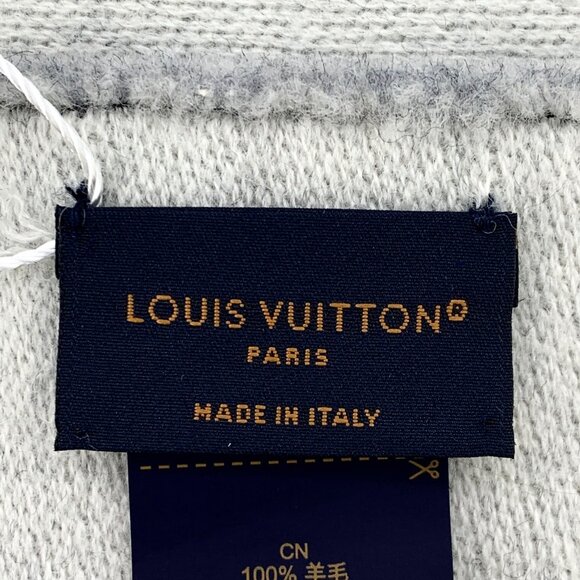 LOUIS VUITTON®
PARIS
MADE IN ITALY
CN
100% 羊毛